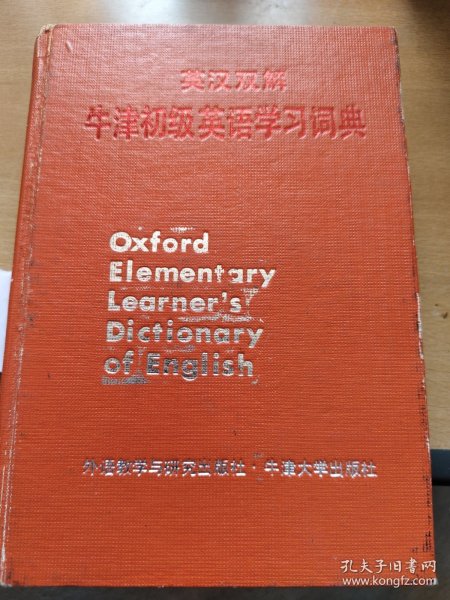 英汉双解
牛津初级英语学习词典
Oxford
Elementary
Learner's
Dictionary
of English
外语教学与研究出版社·牛津大学出版社
孔夫子旧书网
www.kongfz.com